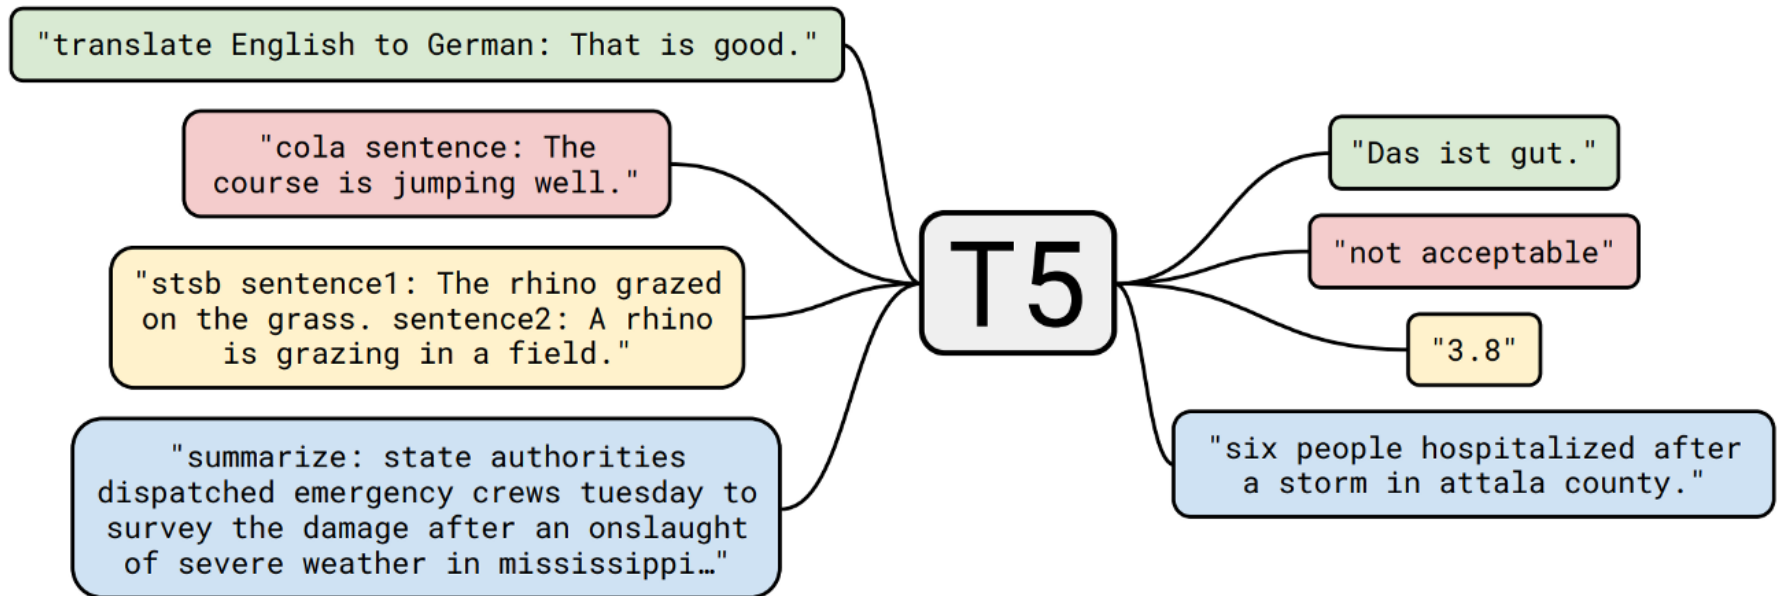 "translate English to German: That is good."
"cola sentence: The
course is jumping well."
"stsb sentence1: The rhino grazed
on the grass. sentence2: A rhino
is grazing in a field."
"summarize: state authorities
dispatched emergency crews tuesday to
survey the damage after an onslaught
of severe weather in mississippi…"
T5
"Das ist gut."
"not acceptable"
"3.8"
"six people hospitalized after
a storm in attala county."